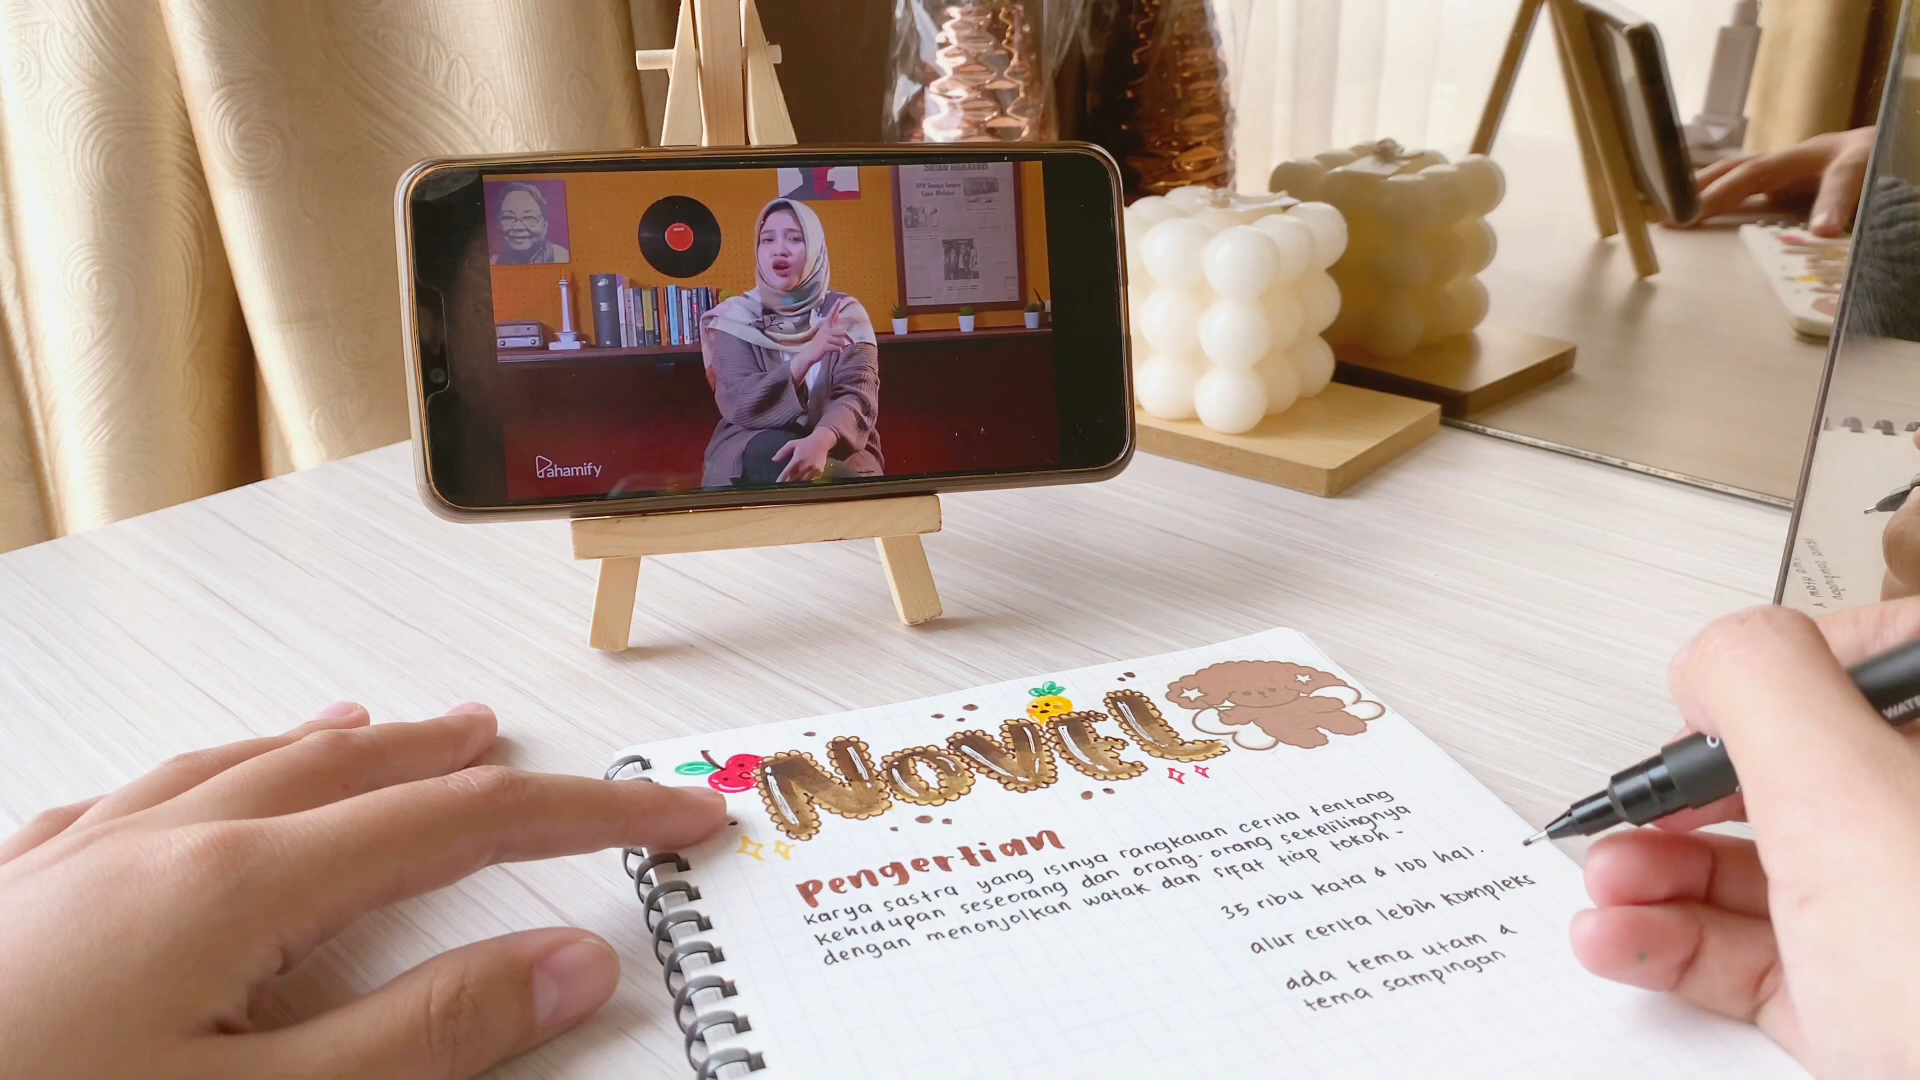 Pahamify
NOVEL
Pengertian
karya sastra yang isinya rangkaian cerita tentang
kehidupan seseorang dan orang-orang sekelilingnya
dengan menonjolkan watak dan sifat tiap tokoh-
35 ribu kata & 100 hal.
alur cerita lebih kompleks
ada tema utam a
tema sampingan